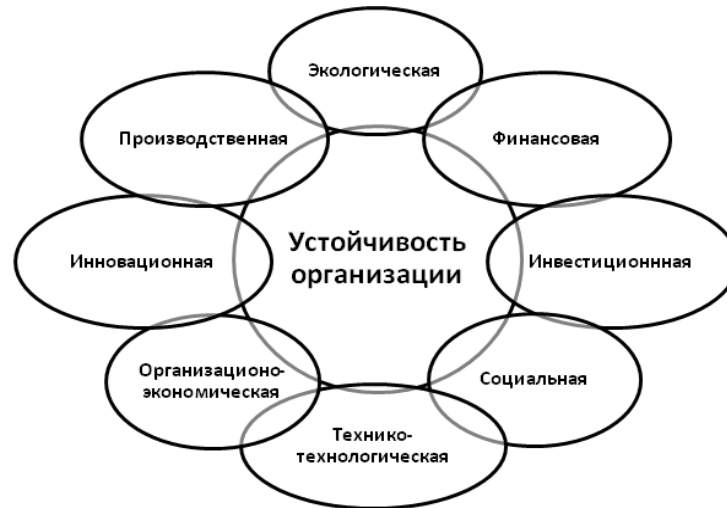 Экологическая
Производственная
Финансовая
Устойчивость
организации
Инновационная
Инвестиционнная
Организационо-
экономическая
Социальная
Технико-
технологическая